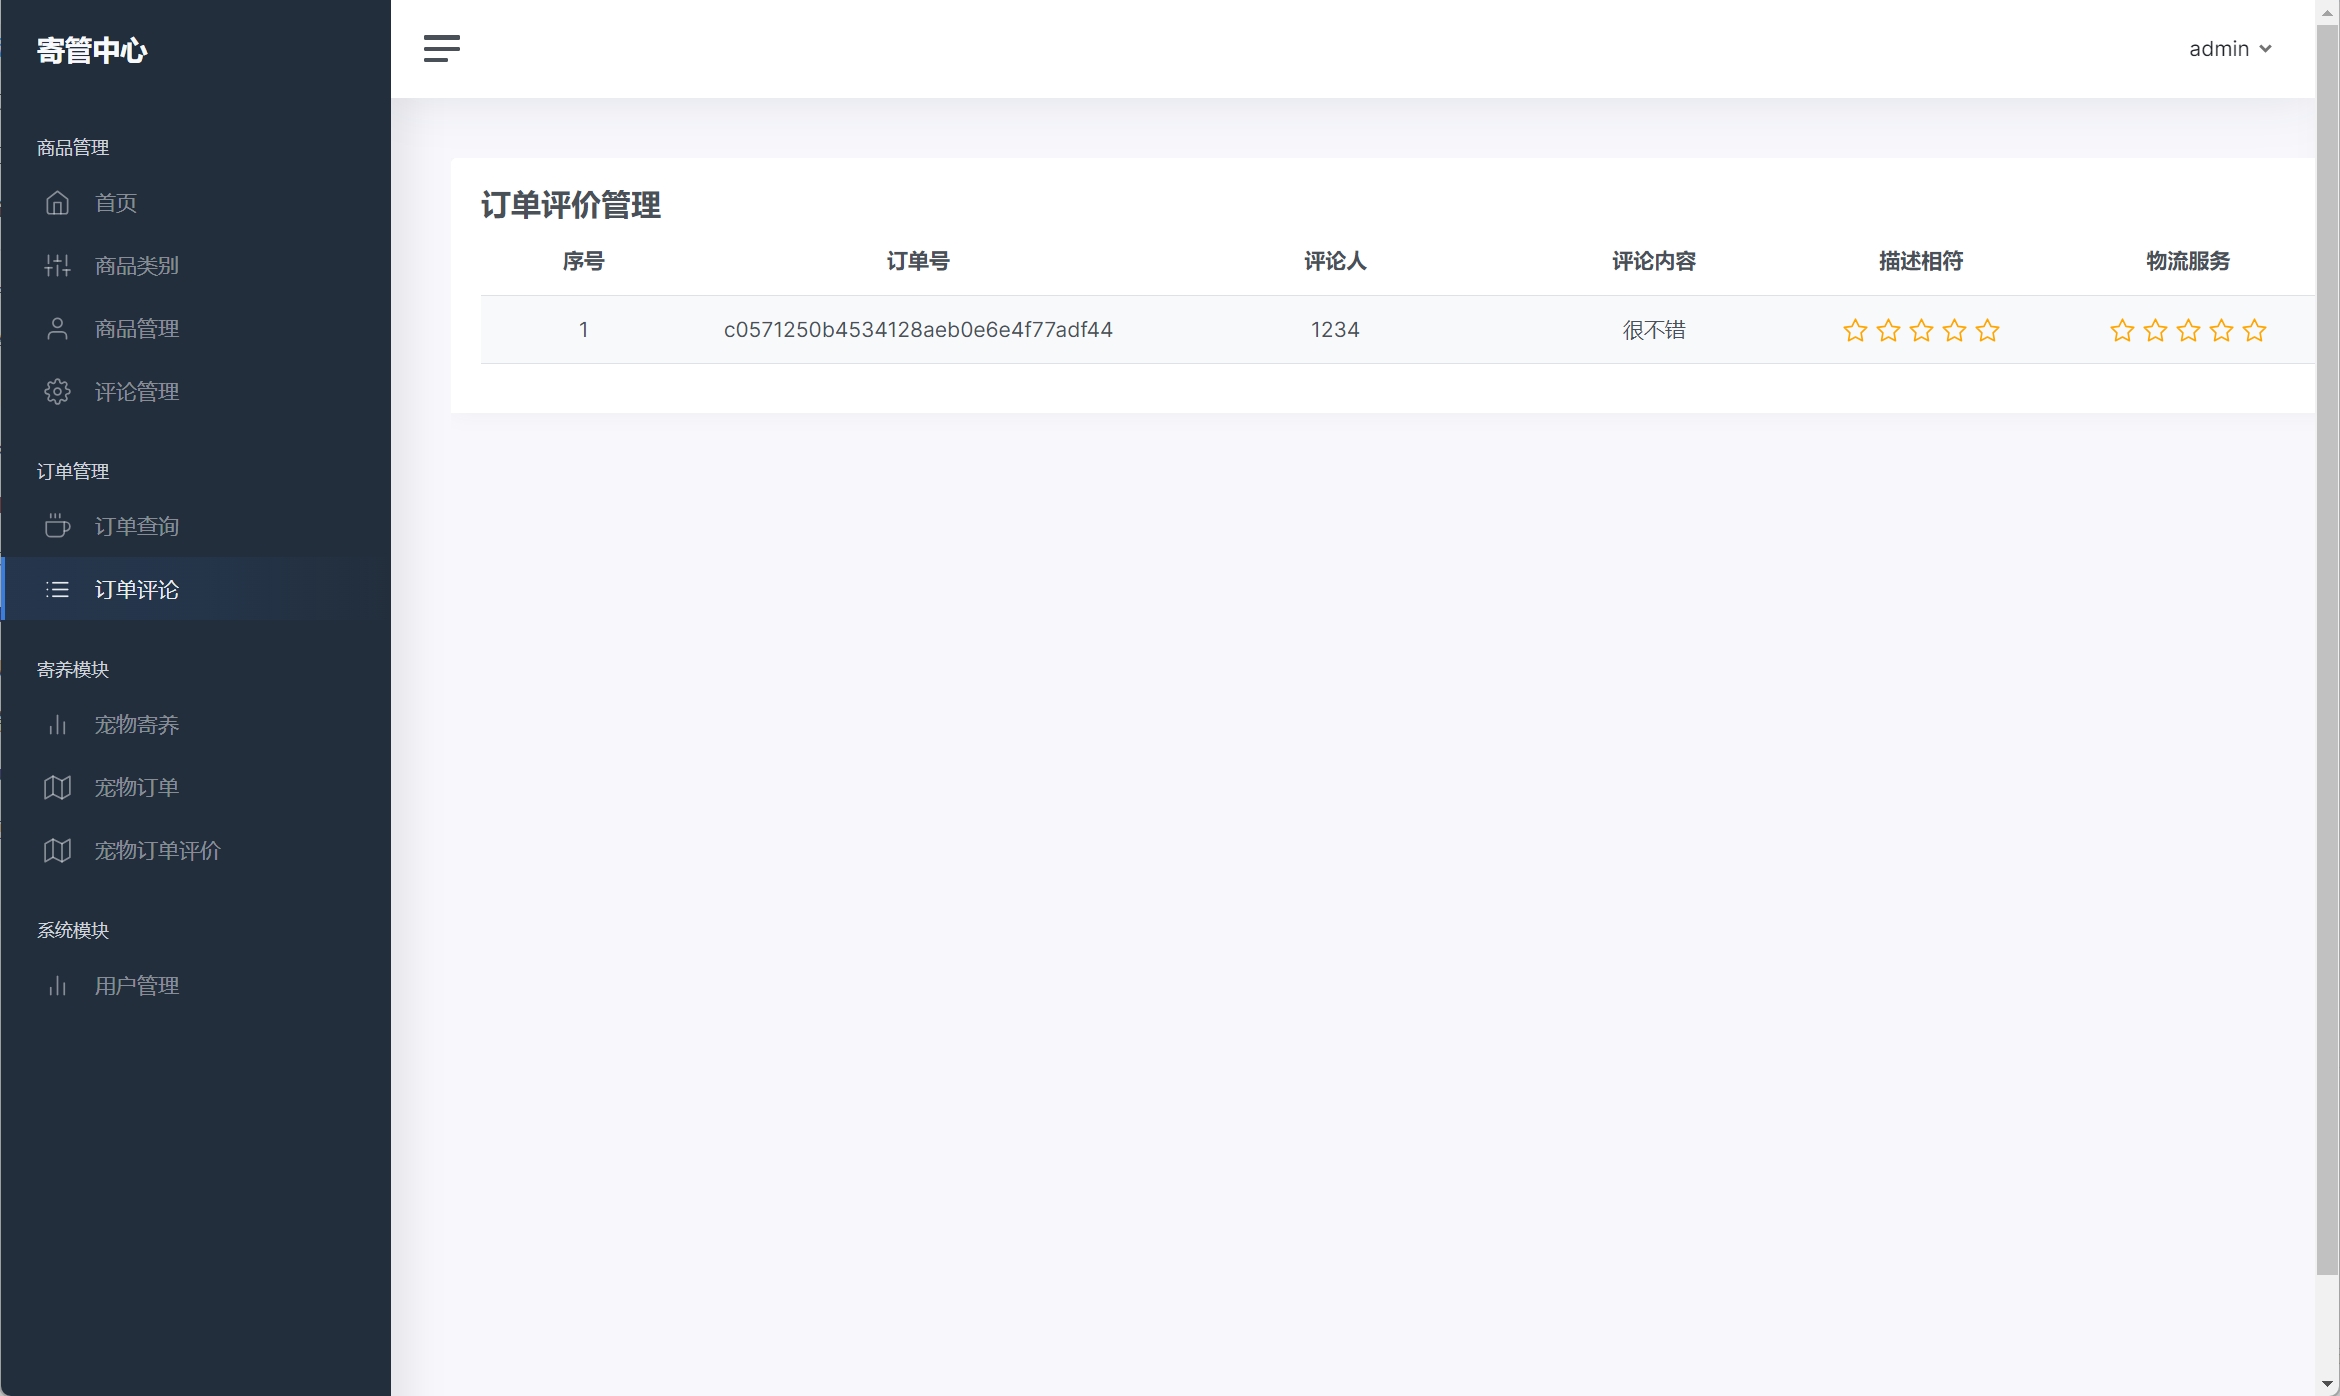 寄管中心
admin
商品管理
首页
商品类别
商品管理
评论管理
订单管理
订单查询
订单评论
寄养模块
宠物寄养
宠物订单
宠物订单评价
系统模块
用户管理
订单评价管理
序号 订单号 评论人 评论内容 描述相符 物流服务
1 c0571250b4534128aeb0e6e4f77adf44 1234 很不错